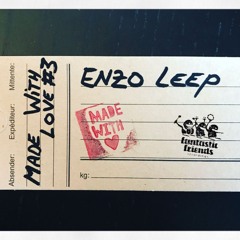 Absender: Expéditeur: Mittente:
MADE WITH
LOVE #3
ENZO LEEP
MADE
WITH
Fantastic
friends
kg: